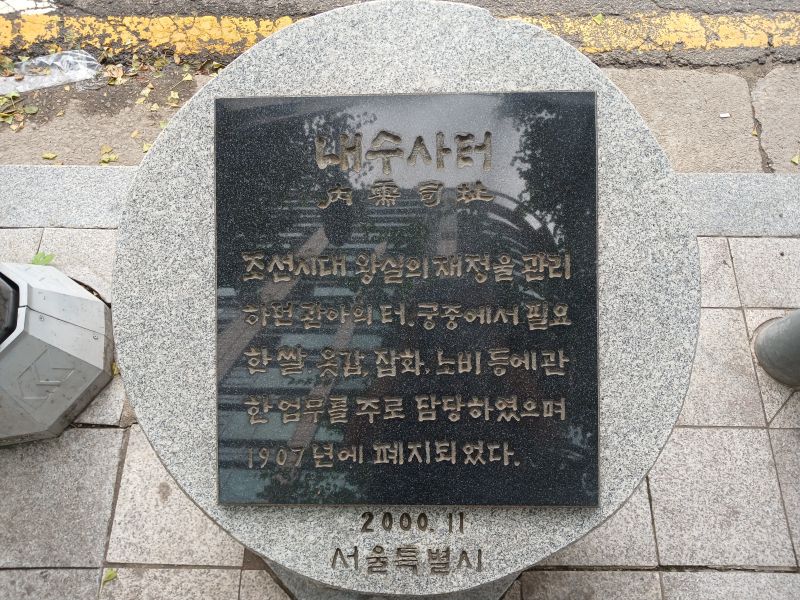 내수사터
內需司址
조선시대 왕실의 재정을 관리
하던 관아의 터. 궁중에서 필요
한 쌀, 옷감, 잡화, 노비 등에 관
한 업무를 주로 담당하였으며
1907년에 폐지되었다.
2000. 11
서울특별시